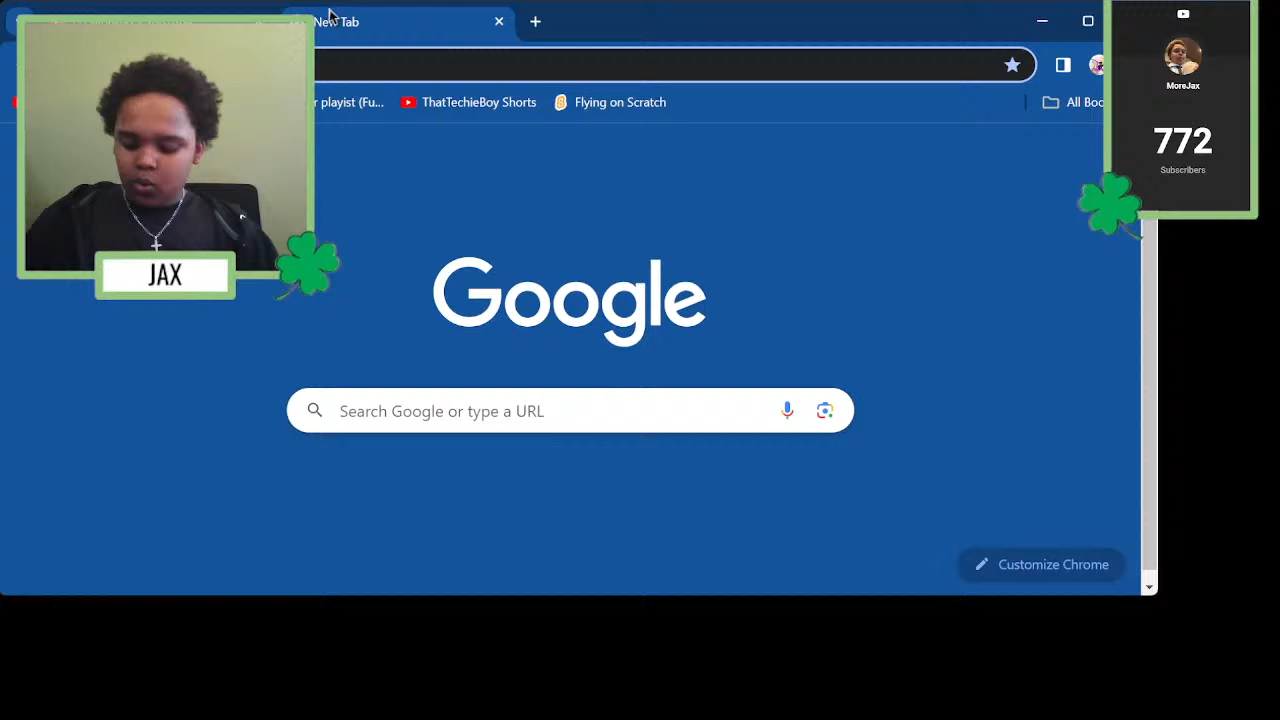 New Tab
r playlist (Fu...
ThatTechieBoy Shorts
Flying on Scratch
All Boo
MoreJax
772
Subscribers
JAX
Google
Search Google or type a URL
Customize Chrome